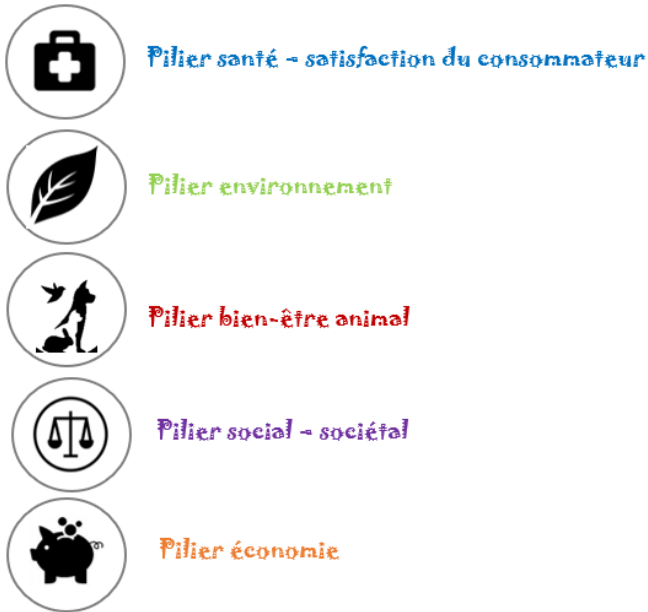 Pilier santé - satisfaction du consommateur
Pilier environnement
Pilier bien-être animal
Pilier social - sociétal
Pilier économie